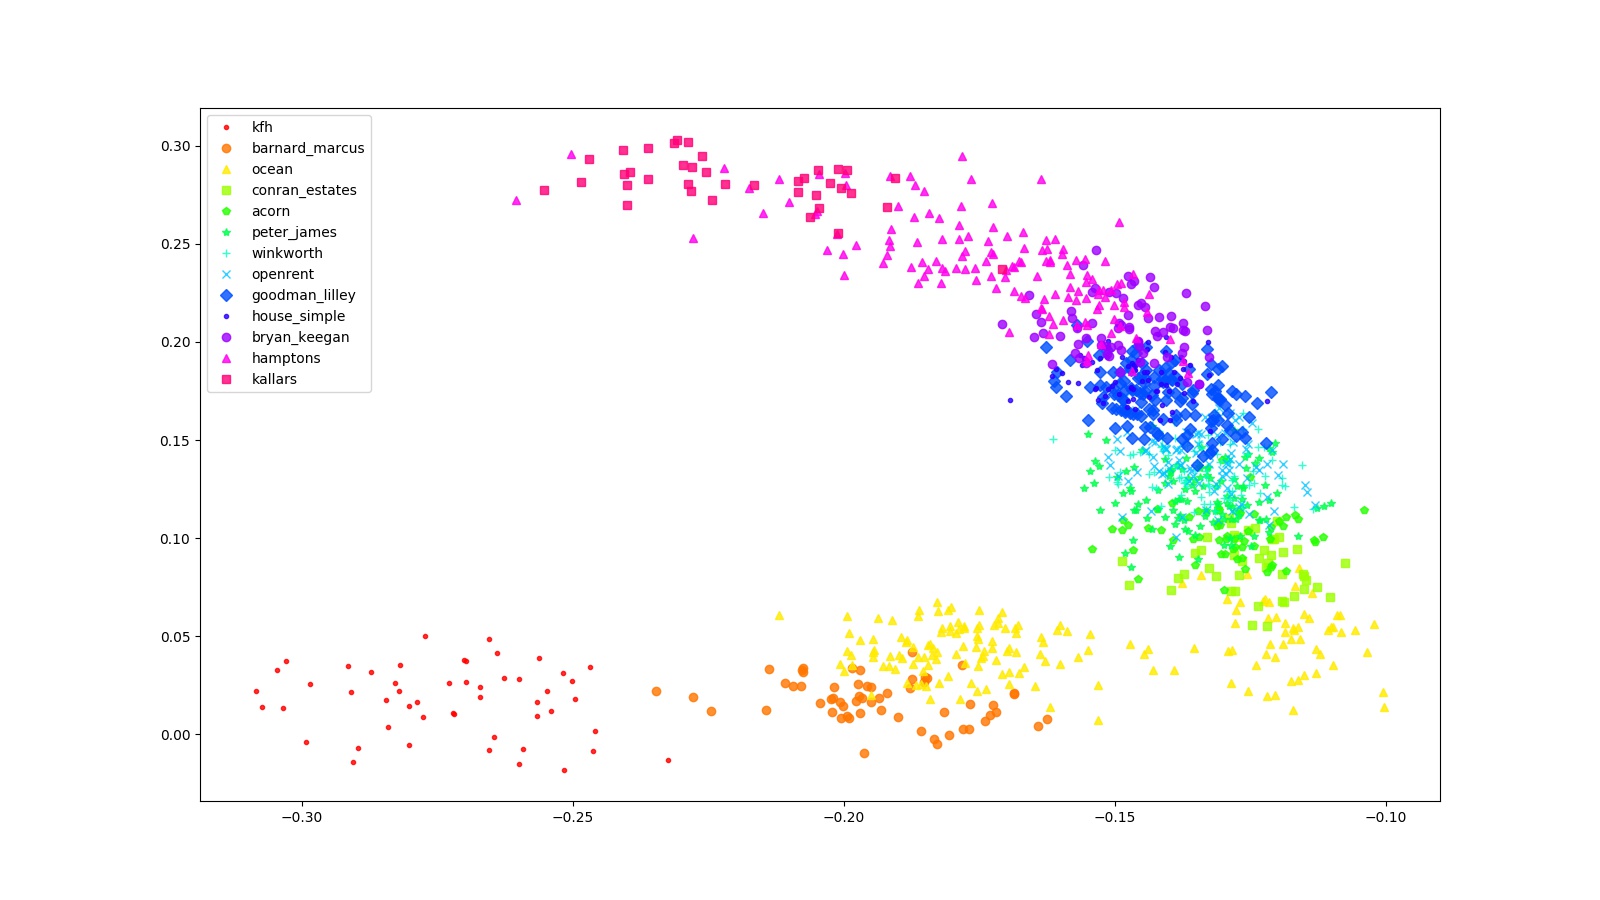 kfh
barnard_marcus
ocean
conran_estates
acorn
peter_james
winkworth
openrent
goodman_lilley
house_simple
bryan_keegan
hamptons
kallars
0.30
0.25
0.20
0.15
0.10
0.05
0.00
−0.30 −0.25 −0.20 −0.15 −0.10